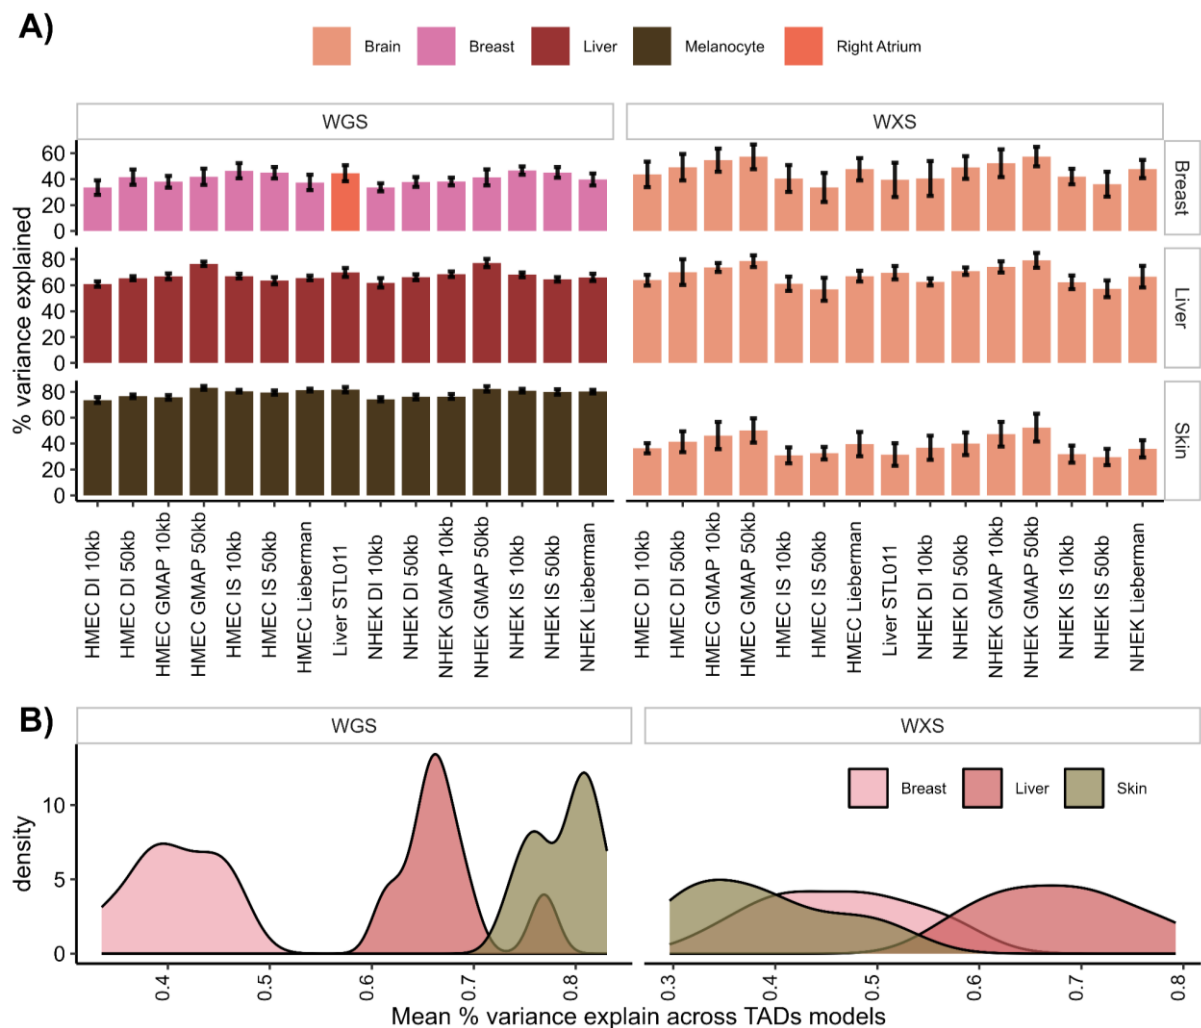 A)
Brain Breast Liver Melanocyte Right Atrium
WGS WXS
% variance explained
60
40
20
0
Breast
80
60
40
20
0
Liver
80
60
40
20
0
Skin
HMEC DI 10kb
HMEC DI 50kb
HMEC GMAP 10kb
HMEC GMAP 50kb
HMEC IS 10kb
HMEC IS 50kb
HMEC Lieberman
Liver STL011
NHEK DI 10kb
NHEK DI 50kb
NHEK GMAP 10kb
NHEK GMAP 50kb
NHEK IS 10kb
NHEK IS 50kb
NHEK Lieberman
HMEC DI 10kb
HMEC DI 50kb
HMEC GMAP 10kb
HMEC GMAP 50kb
HMEC IS 10kb
HMEC IS 50kb
HMEC Lieberman
Liver STL011
NHEK DI 10kb
NHEK DI 50kb
NHEK GMAP 10kb
NHEK GMAP 50kb
NHEK IS 10kb
NHEK IS 50kb
NHEK Lieberman
B)
WGS WXS
Breast Liver Skin
density
10
5
0
0.4 0.5 0.6 0.7 0.8 0.3 0.4 0.5 0.6 0.7 0.8
Mean % variance explain across TADs models